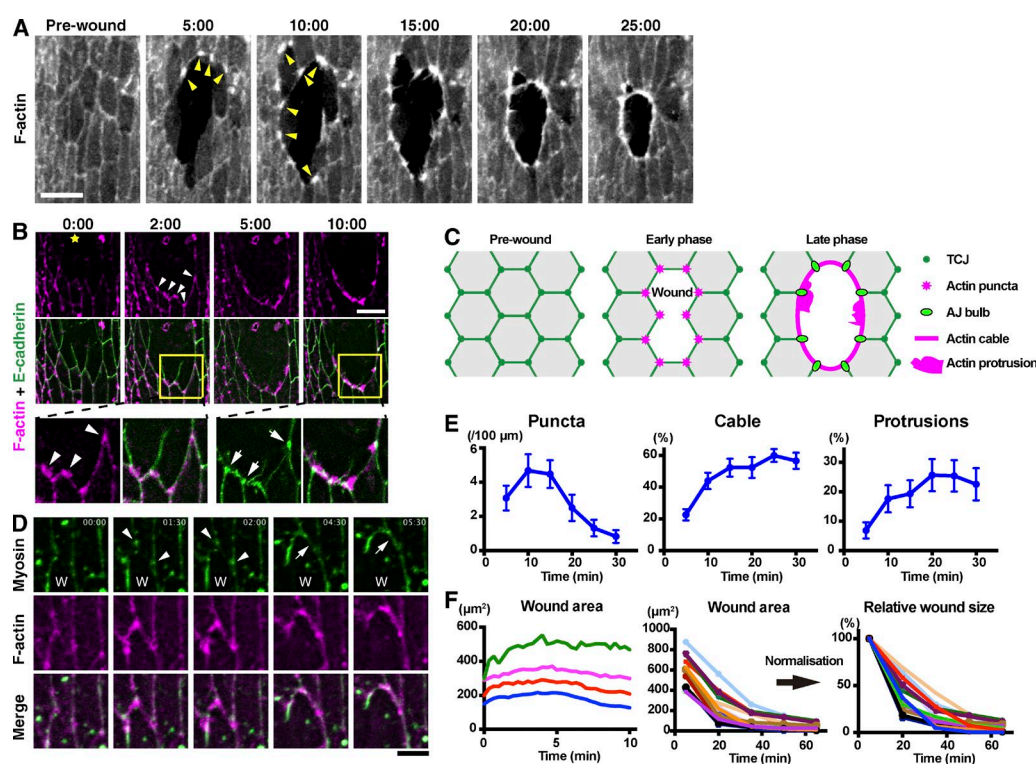 A
Pre-wound 5:00 10:00 15:00 20:00 25:00
F-actin
B
0:00 2:00 5:00 10:00
F-actin + E-cadherin
C
Pre-wound Early phase Late phase
Wound
TCJ
Actin puncta
AJ bulb
Actin cable
Actin protrusion
D
00:00 01:30 02:00 04:30 05:30
Myosin
W W W W W
F-actin
Merge
E
Puncta Cable Protrusions
(/100 µm) (%) (%)
6 4 2 0
60 40 20 0
30 20 10 0
0 10 20 30
0 10 20 30
0 10 20 30
Time (min) Time (min) Time (min)
F
Wound area Wound area Relative wound size
(µm²) (µm²) (%)
600 400 200 0
1000 800 600 400 200 0
100 50 0
Normalisation
0 5 10
0 20 40 60
0 20 40 60
Time (min) Time (min) Time (min)